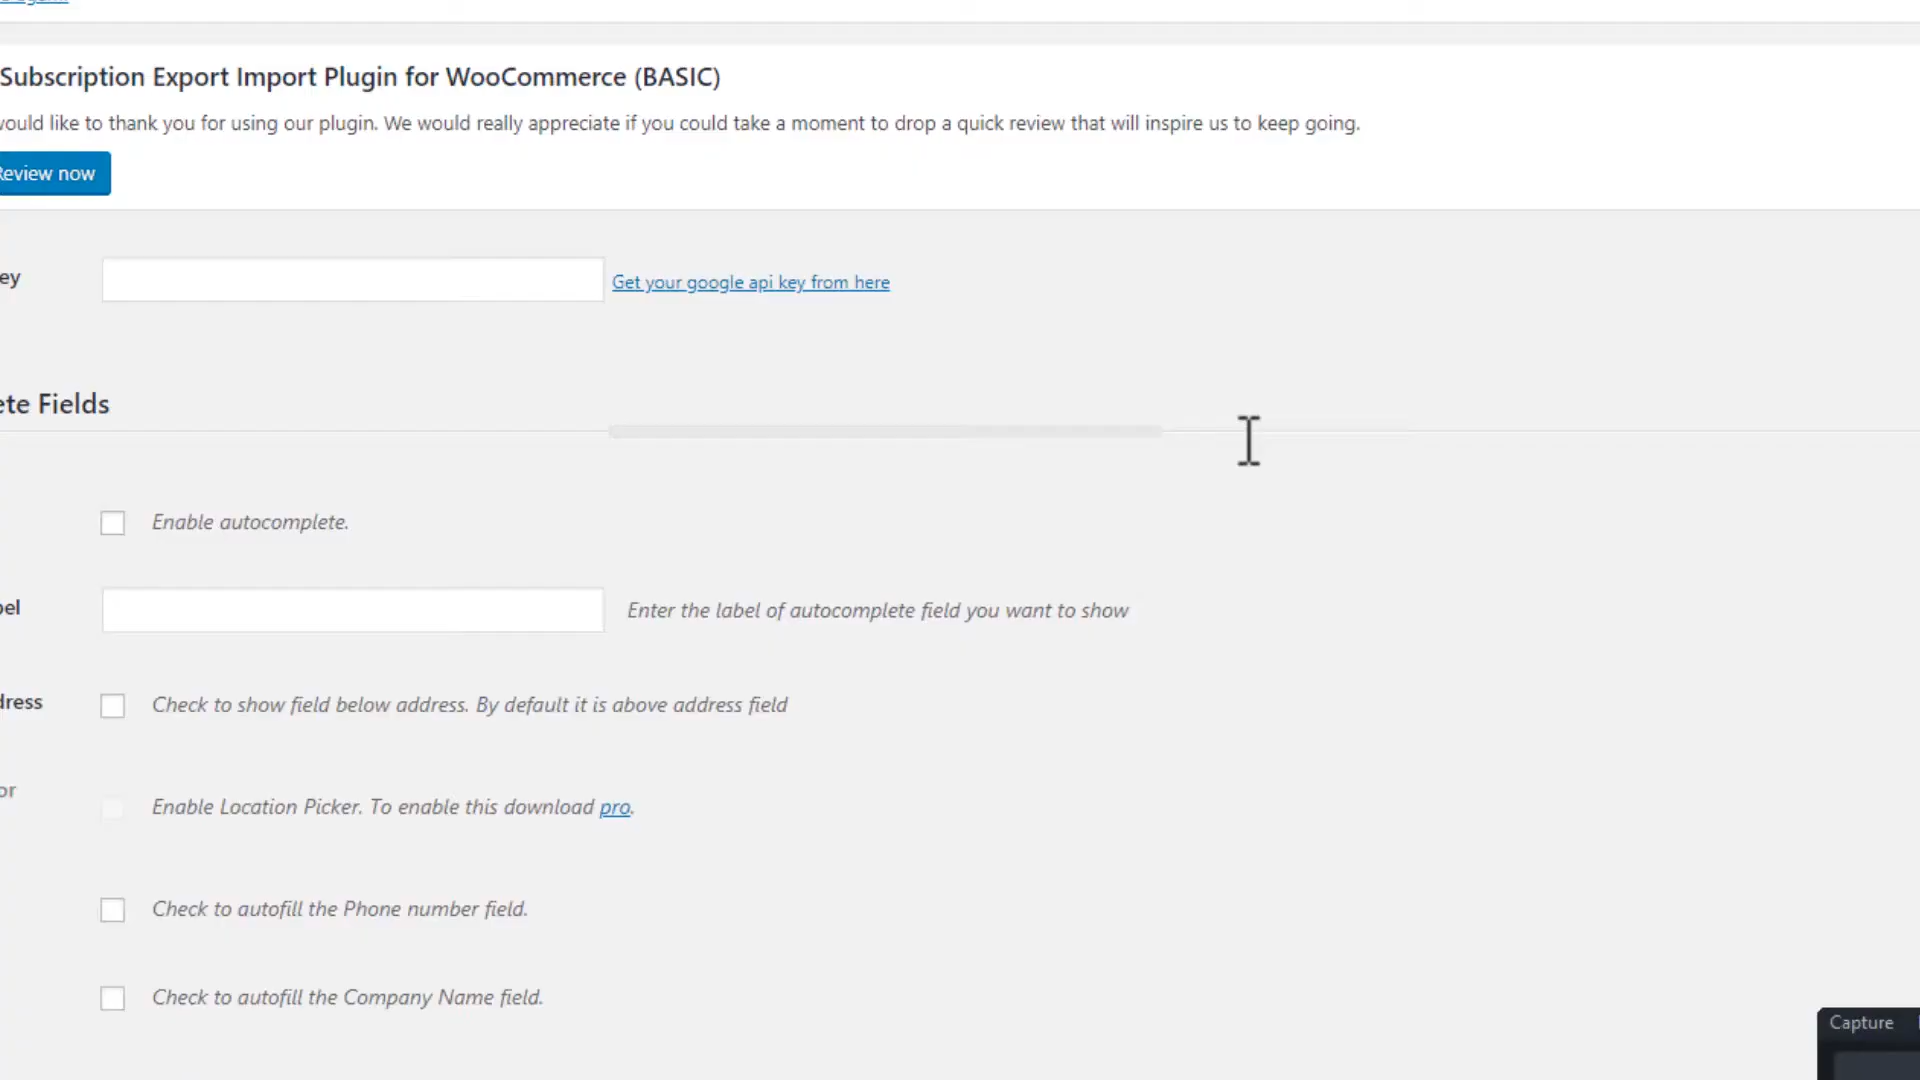 Subscription Export Import Plugin for WooCommerce (BASIC)
would like to thank you for using our plugin. We would really appreciate if you could take a moment to drop a quick review that will inspire us to keep going.
Review now
ey
Get your google api key from here
ete Fields
Enable autocomplete.
bel
Enter the label of autocomplete field you want to show
dress
Check to show field below address. By default it is above address field
or
Enable Location Picker. To enable this download pro.
Check to autofill the Phone number field.
Check to autofill the Company Name field.
Capture